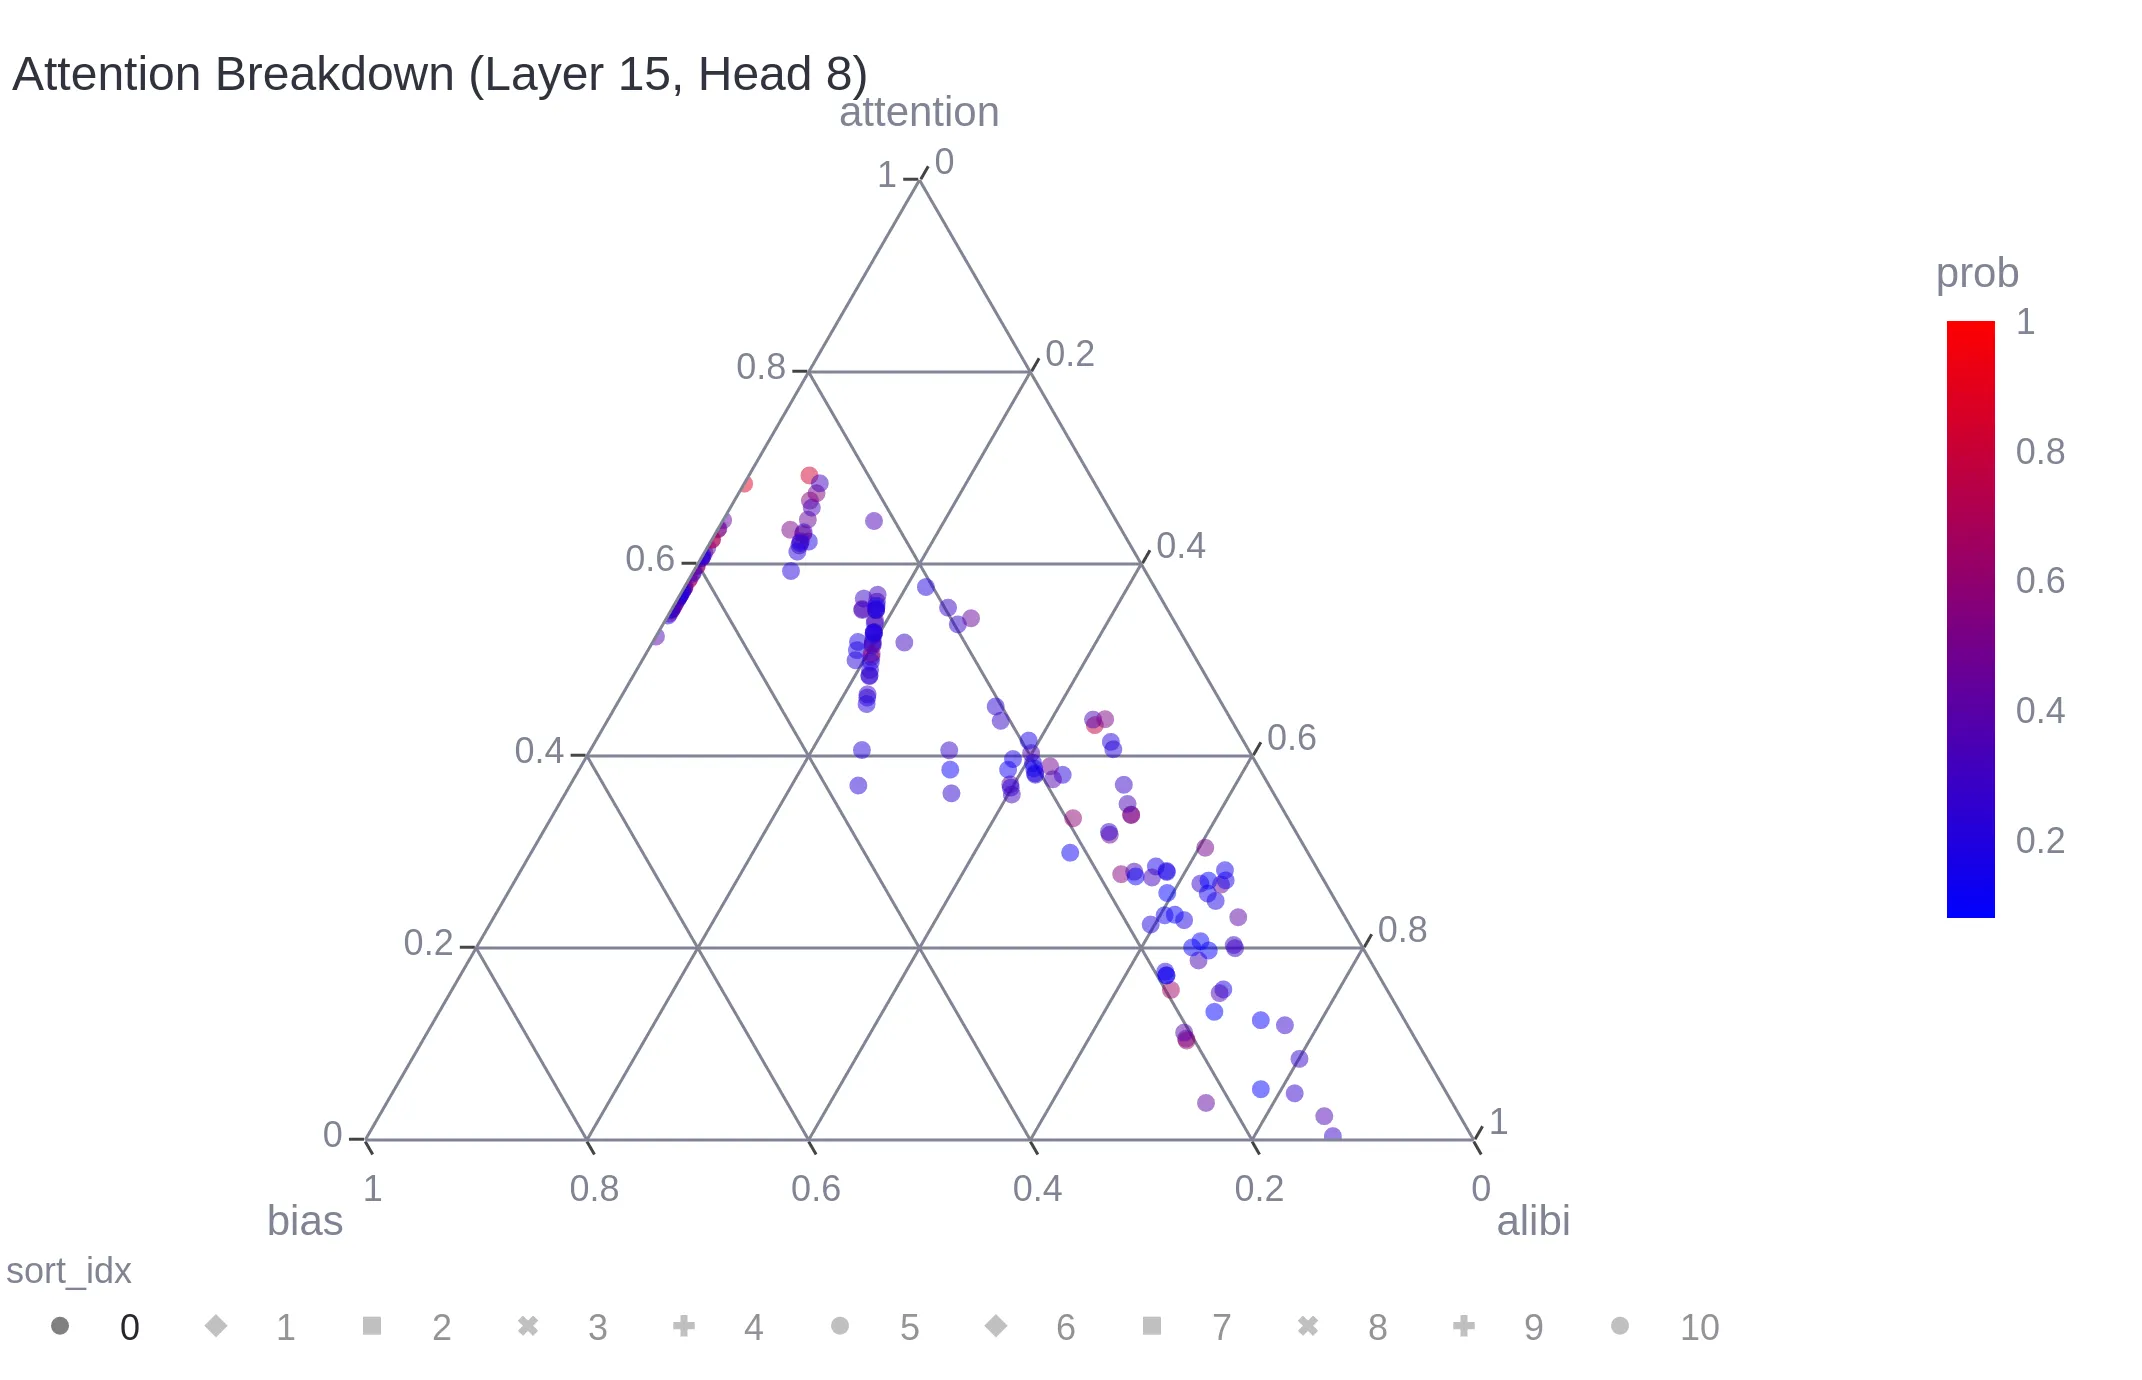 Attention Breakdown (Layer 15, Head 8)
attention
1 0
0.8 0.2
0.6 0.4
0.4 0.6
0.2 0.8
0 1
1 0.8 0.6 0.4 0.2 0
bias alibi
prob
1
0.8
0.6
0.4
0.2
sort_idx
0 1 2 3 4 5 6 7 8 9 10